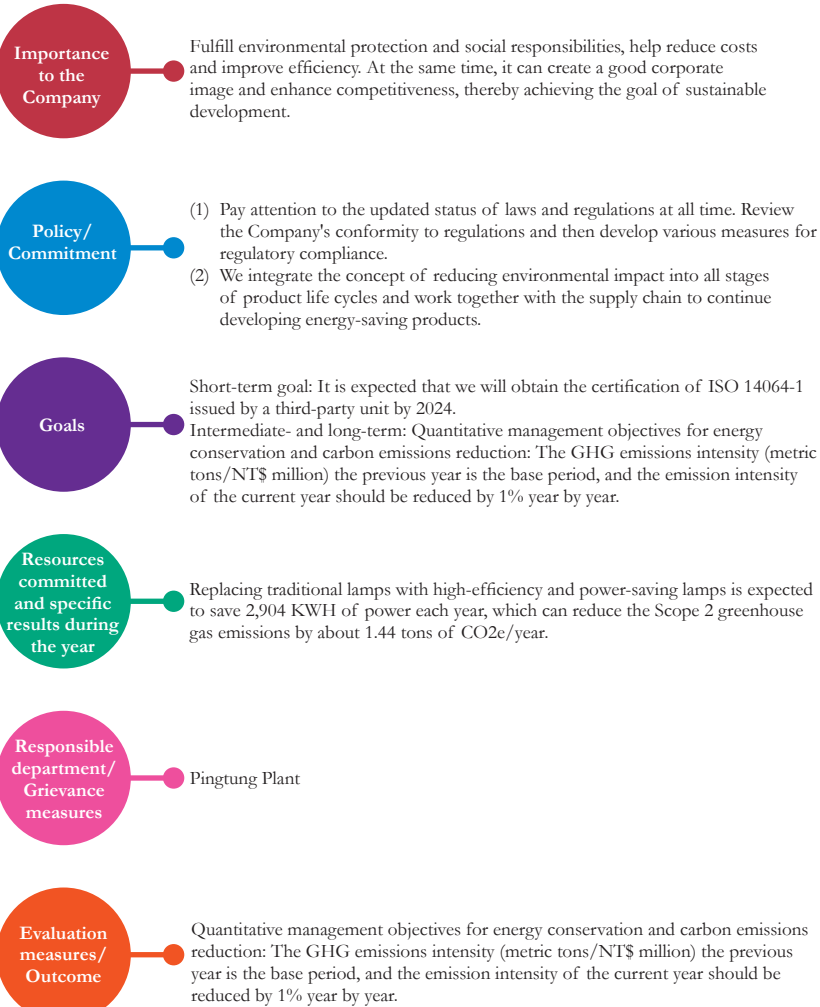 Importance
to the
Company
Fulfill environmental protection and social responsibilities, help reduce costs
and improve efficiency. At the same time, it can create a good corporate
image and enhance competitiveness, thereby achieving the goal of sustainable
development.
Policy/
Commitment
(1) Pay attention to the updated status of laws and regulations at all time. Review
the Company's conformity to regulations and then develop various measures for
regulatory compliance.
(2) We integrate the concept of reducing environmental impact into all stages
of product life cycles and work together with the supply chain to continue
developing energy-saving products.
Goals
Short-term goal: It is expected that we will obtain the certification of ISO 14064-1
issued by a third-party unit by 2024.
Intermediate- and long-term: Quantitative management objectives for energy
conservation and carbon emissions reduction: The GHG emissions intensity (metric
tons/NT$ million) the previous year is the base period, and the emission intensity
of the current year should be reduced by 1% year by year.
Resources
committed
and specific
results during
the year
Replacing traditional lamps with high-efficiency and power-saving lamps is expected
to save 2,904 KWH of power each year, which can reduce the Scope 2 greenhouse
gas emissions by about 1.44 tons of CO2e/year.
Responsible
department/
Grievance
measures
Pingtung Plant
Evaluation
measures/
Outcome
Quantitative management objectives for energy conservation and carbon emissions
reduction: The GHG emissions intensity (metric tons/NT$ million) the previous
year is the base period, and the emission intensity of the current year should be
reduced by 1% year by year.